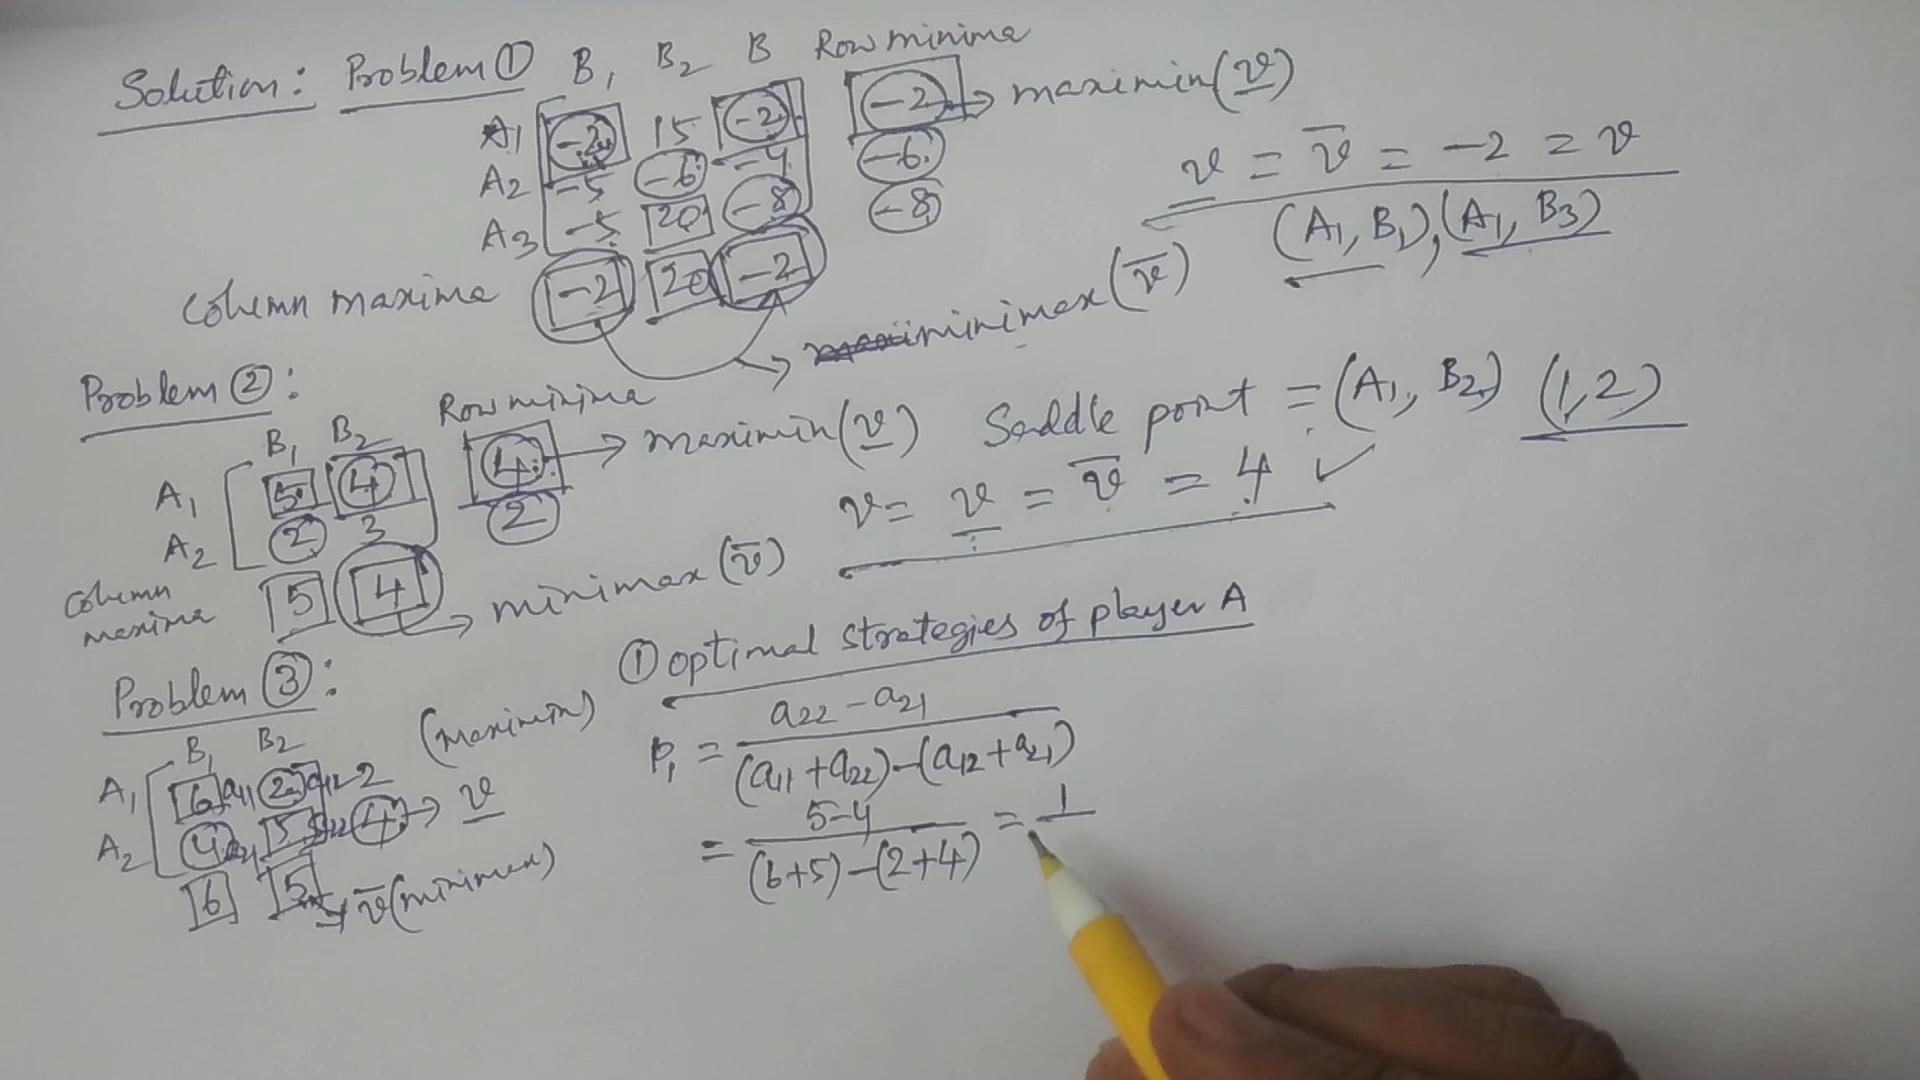 Solution: Problem ① B₁ B₂ B Row minima
A1 -2 15 -2 -2 → maximin (v̲)
A2 -5 -6 -4 -6
A3 -5 20 -8 -8
v̲ = v̄ = -2 = v
(A₁, B₁), (A₁, B3)
Column maxima -2 20 -2 → minimax (v̄)
Problem ②:
B₁ B₂ Row minima
A₁ 5 4 4 → maximin (v̲)
A₂ 2 3 2
Column maxima 5 4 → minimax (v̄)
Saddle point = (A₁, B₂) (1,2)
v = v̲ = v̄ = 4 ✓
Problem ③:
B₁ B₂ (maximin)
A₁ 6 a₁₁ 2 a₁₂ 2
A₂ 4 a₂₁ 5 4 → v̲
6 5 → v̄ (minimax)
① Optimal strategies of player A
P₁ = a₂₂ - a₂₁
(a₁₁ + a₂₂) - (a₁₂ + a₂₁)
= 5-4 = 1
(6+5) - (2+4)